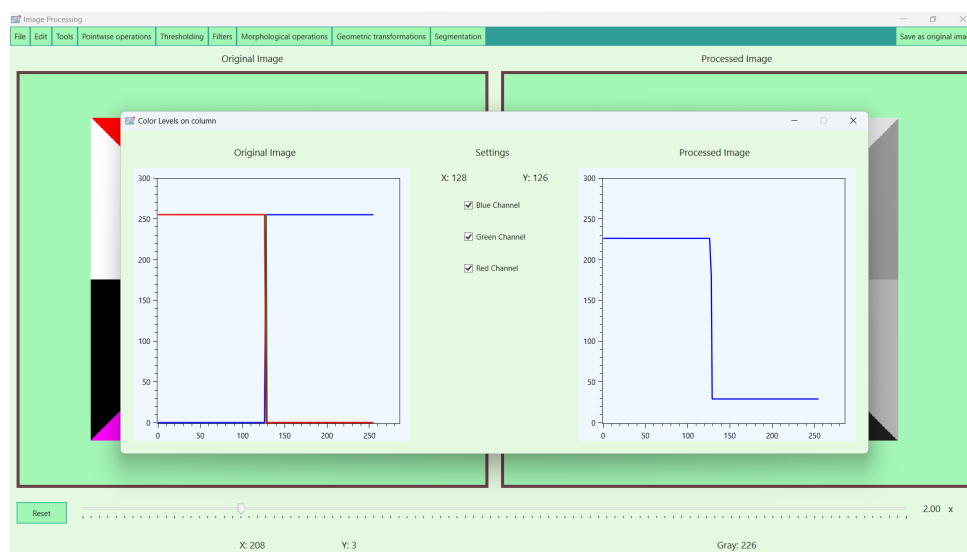 Image Processing
File Edit Tools Pointwise operations Thresholding Filters Morphological operations Geometric transformations Segmentation Save as original ima
Original Image Processed Image
Color Levels on column
Original Image Settings Processed Image
X: 128 Y: 126
Blue Channel
Green Channel
Red Channel
300
250
200
150
100
50
0
0 50 100 150 200 250
300
250
200
150
100
50
0
0 50 100 150 200 250
Reset 2.00 x
X: 208 Y: 3 Gray: 226